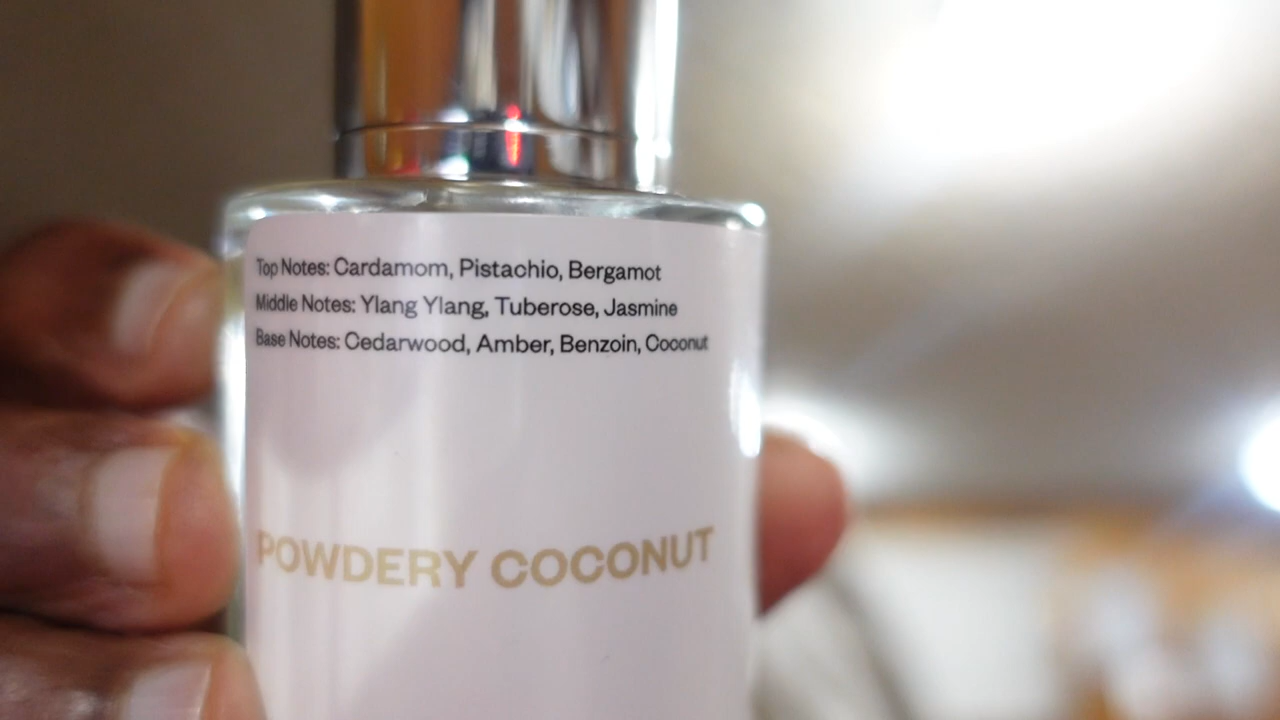 Top Notes: Cardamom, Pistachio, Bergamot
Middle Notes: Ylang Ylang, Tuberose, Jasmine
Base Notes: Cedarwood, Amber, Benzoin, Coconut
POWDERY COCONUT